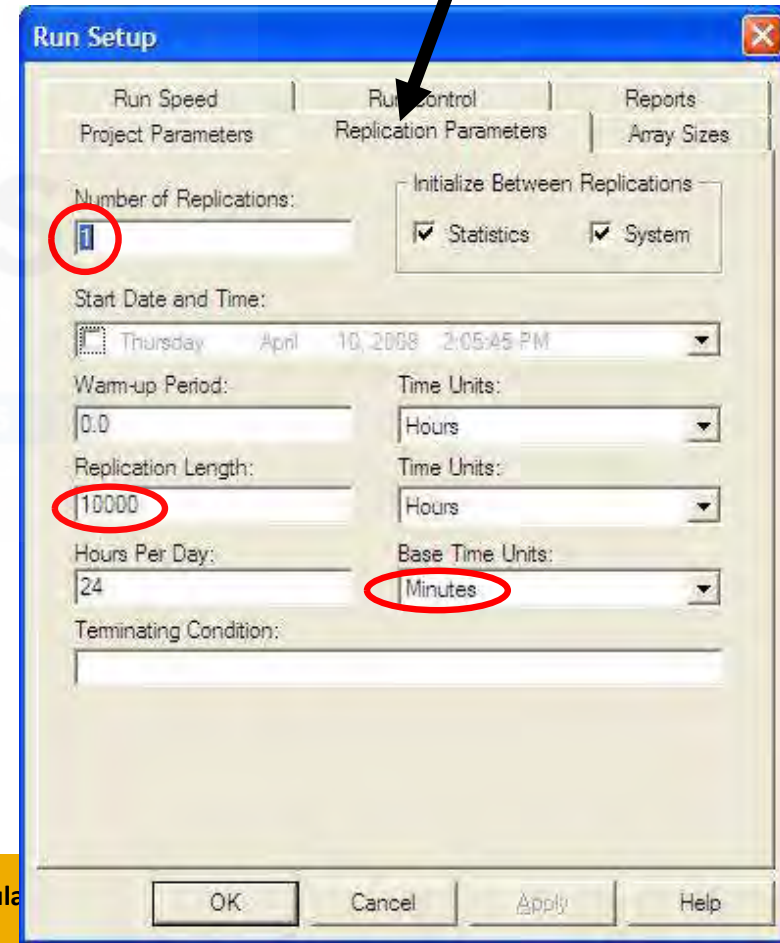 Run Setup
Run Speed Run Control Reports
Project Parameters Replication Parameters Array Sizes
Number of Replications: Initialize Between Replications
1 Statistics System
Start Date and Time:
Thursday April 10, 2008 2:05:45 PM
Warm-up Period: Time Units:
0.0 Hours
Replication Length: Time Units:
10000 Hours
Hours Per Day: Base Time Units:
24 Minutes
Terminating Condition:
OK Cancel Apply Help